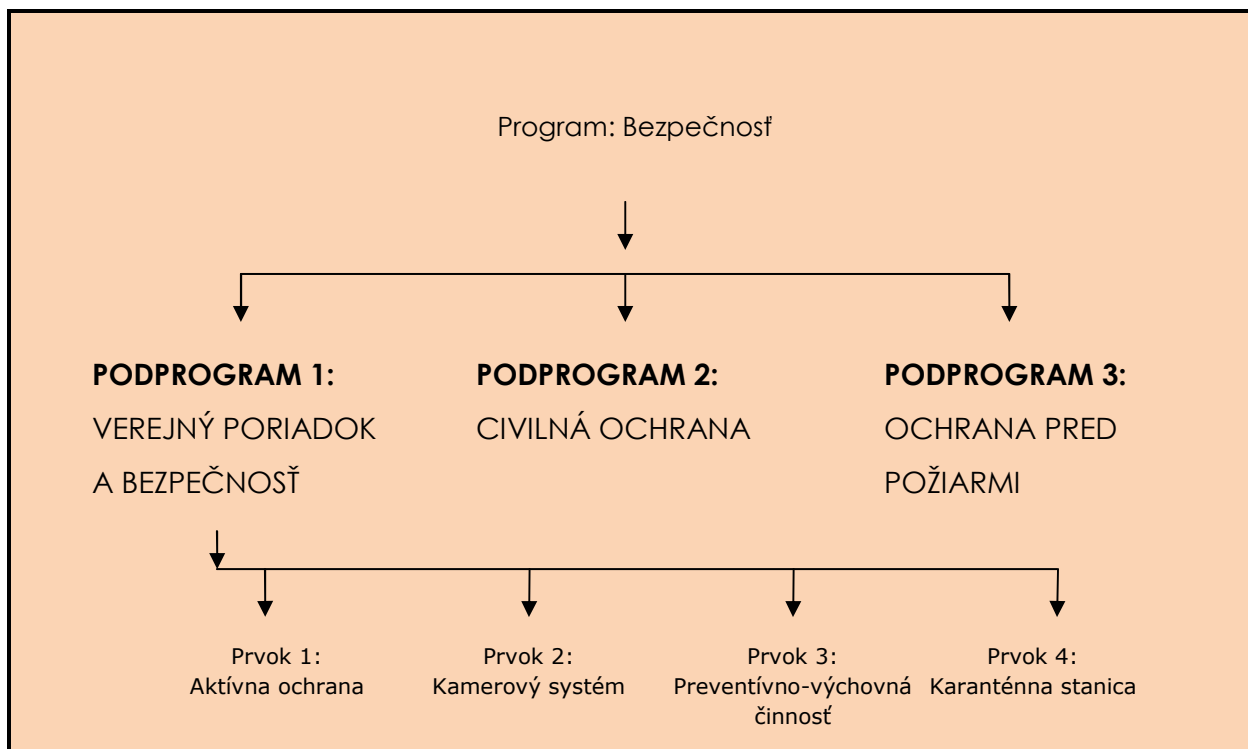 Program: Bezpečnosť
PODPROGRAM 1:
VEREJNÝ PORIADOK
A BEZPEČNOSŤ
PODPROGRAM 2:
CIVILNÁ OCHRANA
PODPROGRAM 3:
OCHRANA PRED
POŽIARMI
Prvok 1:
Aktívna ochrana
Prvok 2:
Kamerový systém
Prvok 3:
Preventívno-výchovná
činnosť
Prvok 4:
Karanténna stanica